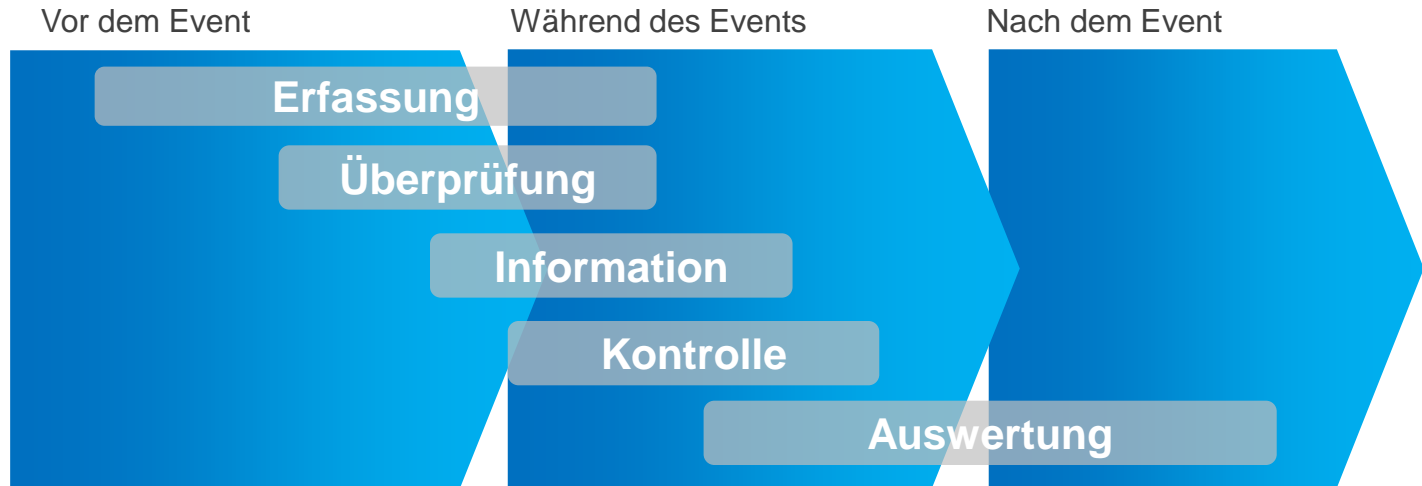 Vor dem Event
Während des Events
Nach dem Event
Erfassung
Überprüfung
Information
Kontrolle
Auswertung